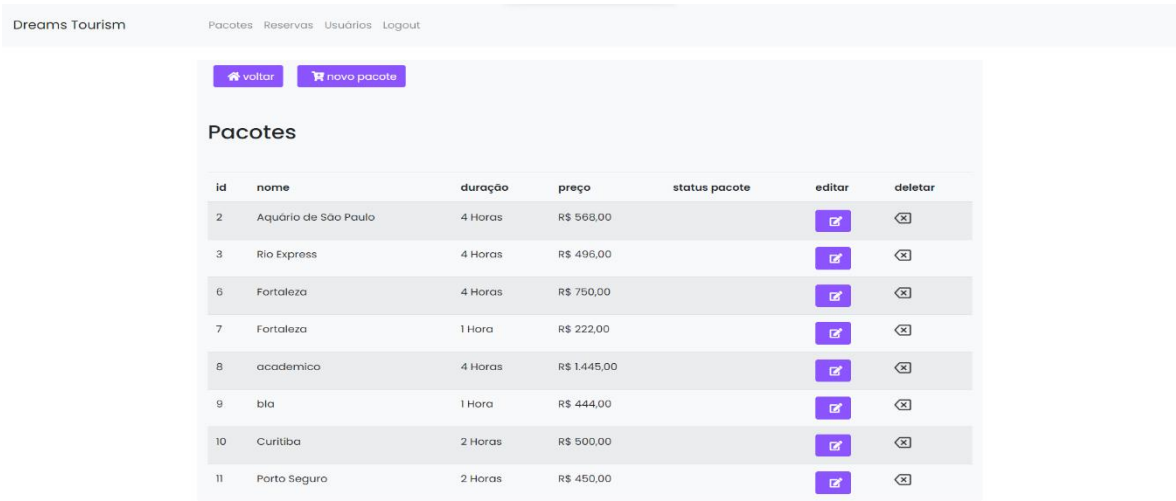 Dreams Tourism Pacotes Reservas Usuários Logout
voltar novo pacote
Pacotes
id nome duração preço status pacote editar deletar
2 Aquário de São Paulo 4 Horas R$ 568,00
3 Rio Express 4 Horas R$ 496,00
6 Fortaleza 4 Horas R$ 750,00
7 Fortaleza 1 Hora R$ 222,00
8 academico 4 Horas R$ 1.445,00
9 bla 1 Hora R$ 444,00
10 Curitiba 2 Horas R$ 500,00
11 Porto Seguro 2 Horas R$ 450,00